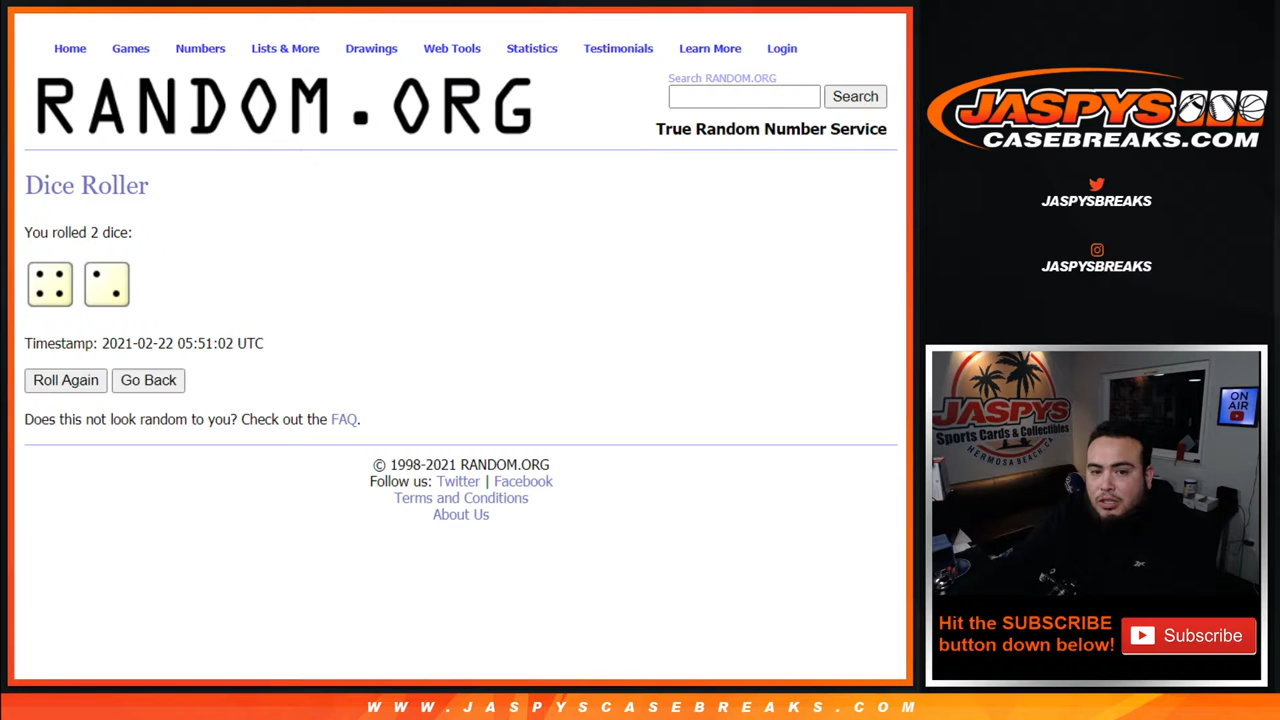 Home Games Numbers Lists & More Drawings Web Tools Statistics Testimonials Learn More Login
RANDOM.ORG
Search RANDOM.ORG
Search
True Random Number Service
Dice Roller
You rolled 2 dice:
Timestamp: 2021-02-22 05:51:02 UTC
Roll Again Go Back
Does this not look random to you? Check out the FAQ.
© 1998-2021 RANDOM.ORG
Follow us: Twitter | Facebook
Terms and Conditions
About Us
JASPYS
CASEBREAKS.COM
JASPYSBREAKS
JASPYSBREAKS
JASPYS
Sports Cards & Collectibles
HERMOSA BEACH, CA
ON
AIR
Hit the SUBSCRIBE
button down below!
Subscribe
WWW.JASPYSCASEBREAKS.COM